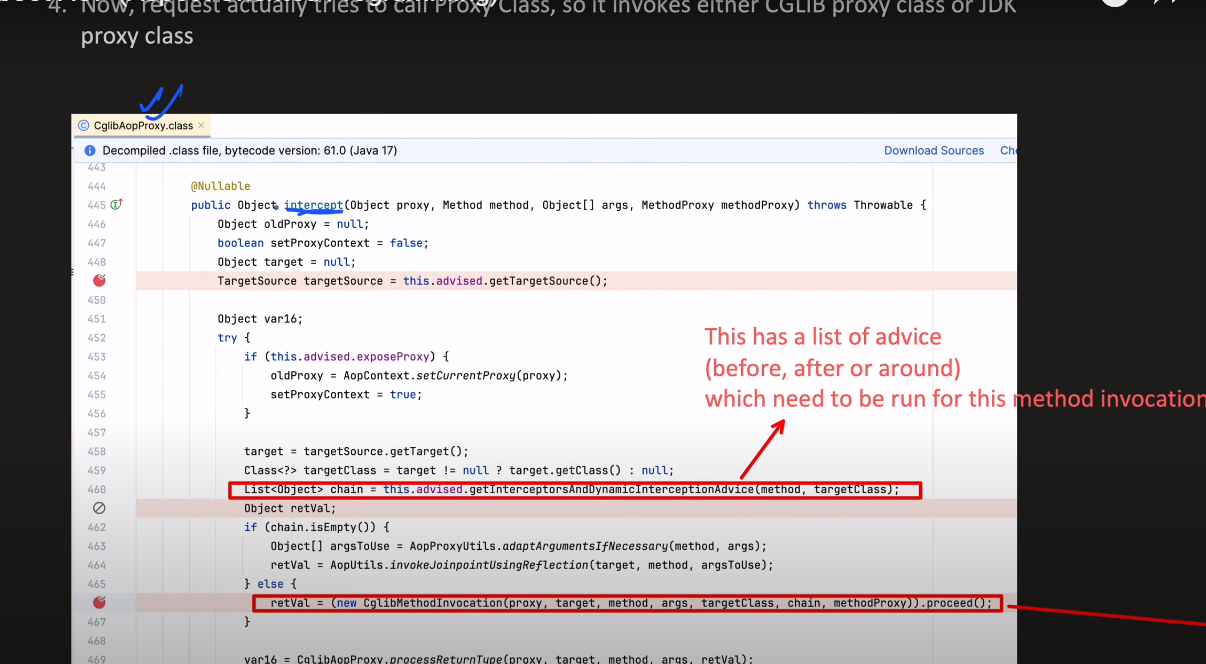 4. Now, request actually tries to call Proxy Class, so it invokes either CGLIB proxy class or JDK
proxy class
CglibAopProxy.class ×
Decompiled .class file, bytecode version: 61.0 (Java 17) Download Sources Ch
443
444 @Nullable
445 public Object intercept(Object proxy, Method method, Object[] args, MethodProxy methodProxy) throws Throwable {
446 Object oldProxy = null;
447 boolean setProxyContext = false;
448 Object target = null;
TargetSource targetSource = this.advised.getTargetSource();
450
451 Object var16;
452 try {
453 if (this.advised.exposeProxy) {
454 oldProxy = AopContext.setCurrentProxy(proxy);
455 setProxyContext = true;
456 }
This has a list of advice
(before, after or around)
which need to be run for this method invocation
457
458 target = targetSource.getTarget();
459 Class<?> targetClass = target != null ? target.getClass() : null;
460 List<Object> chain = this.advised.getInterceptorsAndDynamicInterceptionAdvice(method, targetClass);
Object retVal;
462 if (chain.isEmpty()) {
463 Object[] argsToUse = AopProxyUtils.adaptArgumentsIfNecessary(method, args);
464 retVal = AopUtils.invokeJoinpointUsingReflection(target, method, argsToUse);
465 } else {
retVal = (new CglibMethodInvocation(proxy, target, method, args, targetClass, chain, methodProxy)).proceed();
467 }
468
469 var16 = CglibAopProxy.processReturnType(proxy, target, method, args, retVal);